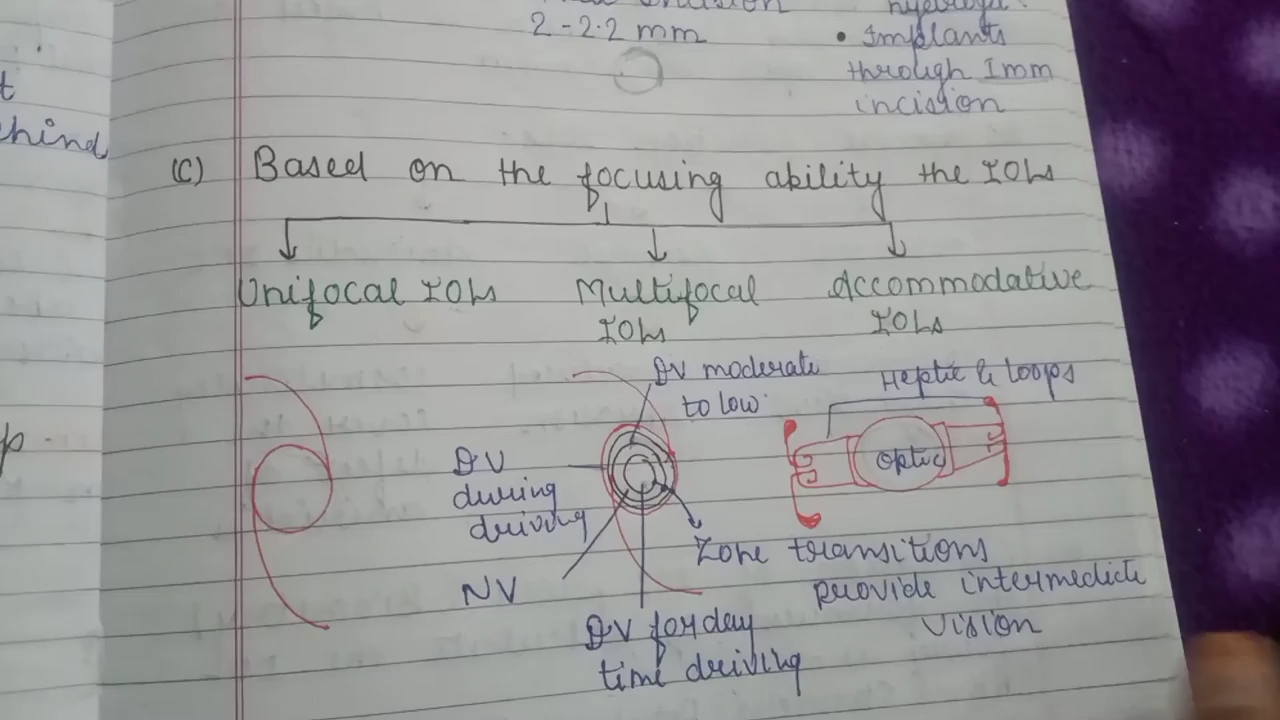 2-2.2 mm
• Implants
through 1mm
incision
t
hind
(C) Based on the focusing ability the IOLs
Unifocal IOLs
Multifocal
IOLs
Accommodative
IOLs
DV moderate
to low.
Heptic & loops
DV
during
driving
optic
p
NV
Zone transitions
provide intermedicte
vision
DV for day
time driving